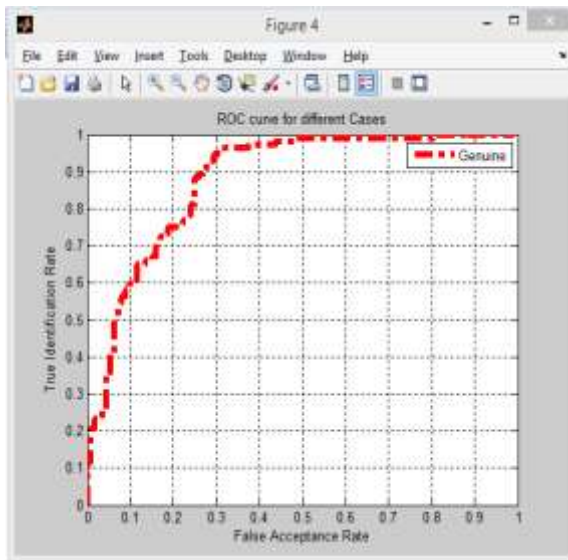 Figure 4
File Edit View Insert Tools Desktop Window Help
ROC curve for different Cases
Genuine
True Identification Rate
1
0.9
0.8
0.7
0.6
0.5
0.4
0.3
0.2
0.1
0
0 0.1 0.2 0.3 0.4 0.5 0.6 0.7 0.8 0.9 1
False Acceptance Rate